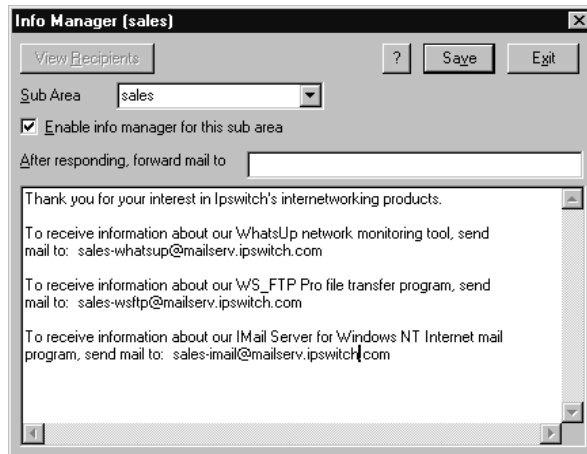 Info Manager (sales)
View Recipients
?
Save
Exit
Sub Area
sales
Enable info manager for this sub area
After responding, forward mail to
Thank you for your interest in Ipswitch's internetworking products.
To receive information about our WhatsUp network monitoring tool, send
mail to: sales-whatsup@mailserv.ipswitch.com
To receive information about our WS_FTP Pro file transfer program, send
mail to: sales-wsftp@mailserv.ipswitch.com
To receive information about our IMail Server for Windows NT Internet mail
program, send mail to: sales-imail@mailserv.ipswitch.com